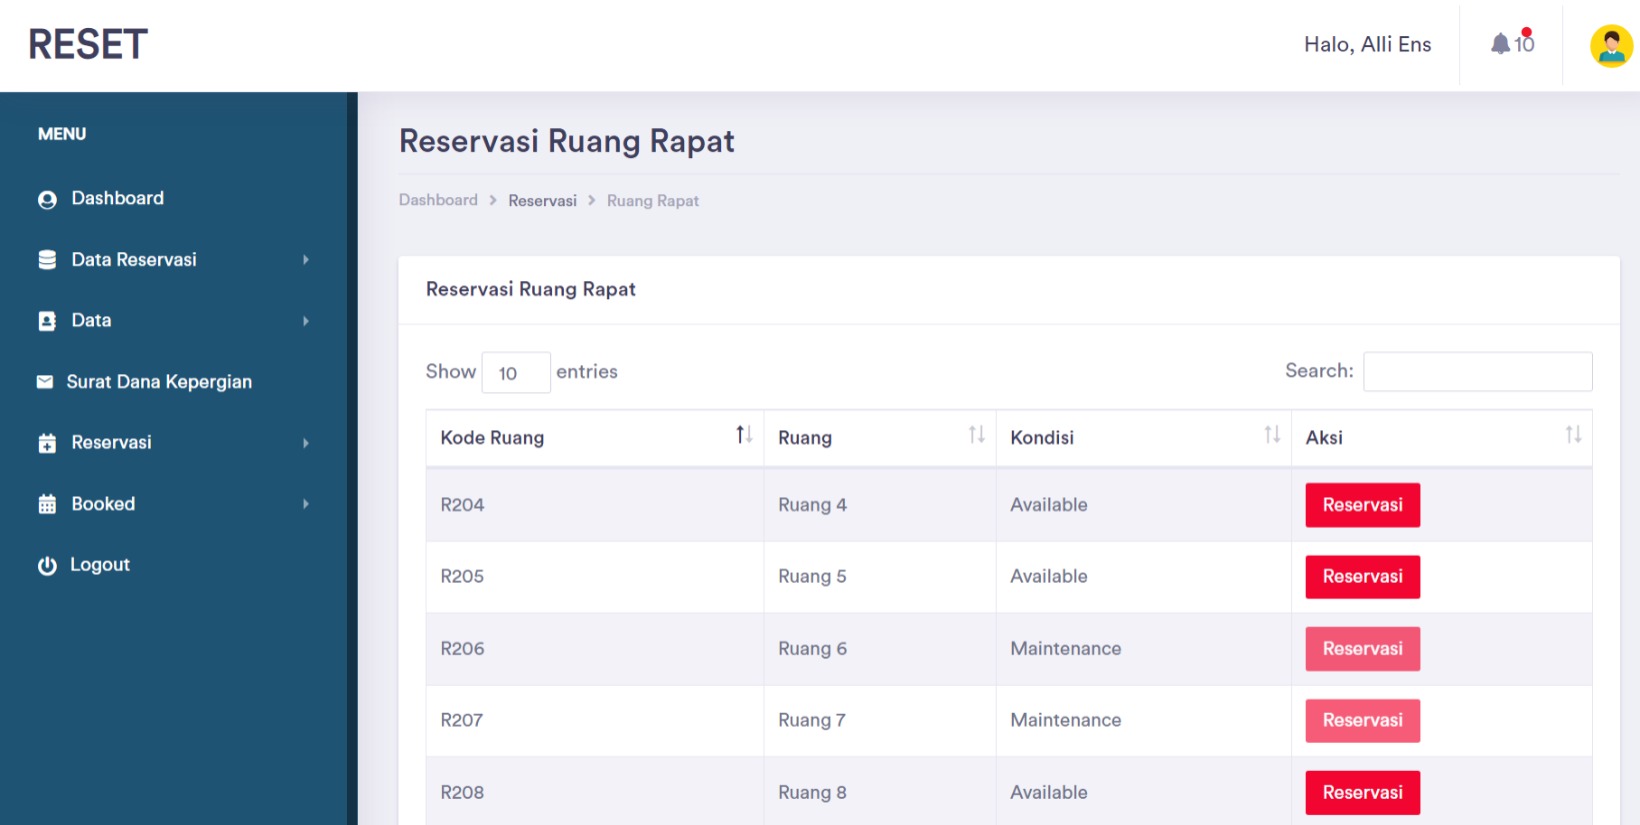 RESET
Halo, Alli Ens
10
MENU
Dashboard
Data Reservasi
Data
Surat Dana Kepergian
Reservasi
Booked
Logout
Reservasi Ruang Rapat
Dashboard > Reservasi > Ruang Rapat
Reservasi Ruang Rapat
Show 10 entries
Search:
Kode Ruang Ruang Kondisi Aksi
R204 Ruang 4 Available Reservasi
R205 Ruang 5 Available Reservasi
R206 Ruang 6 Maintenance Reservasi
R207 Ruang 7 Maintenance Reservasi
R208 Ruang 8 Available Reservasi